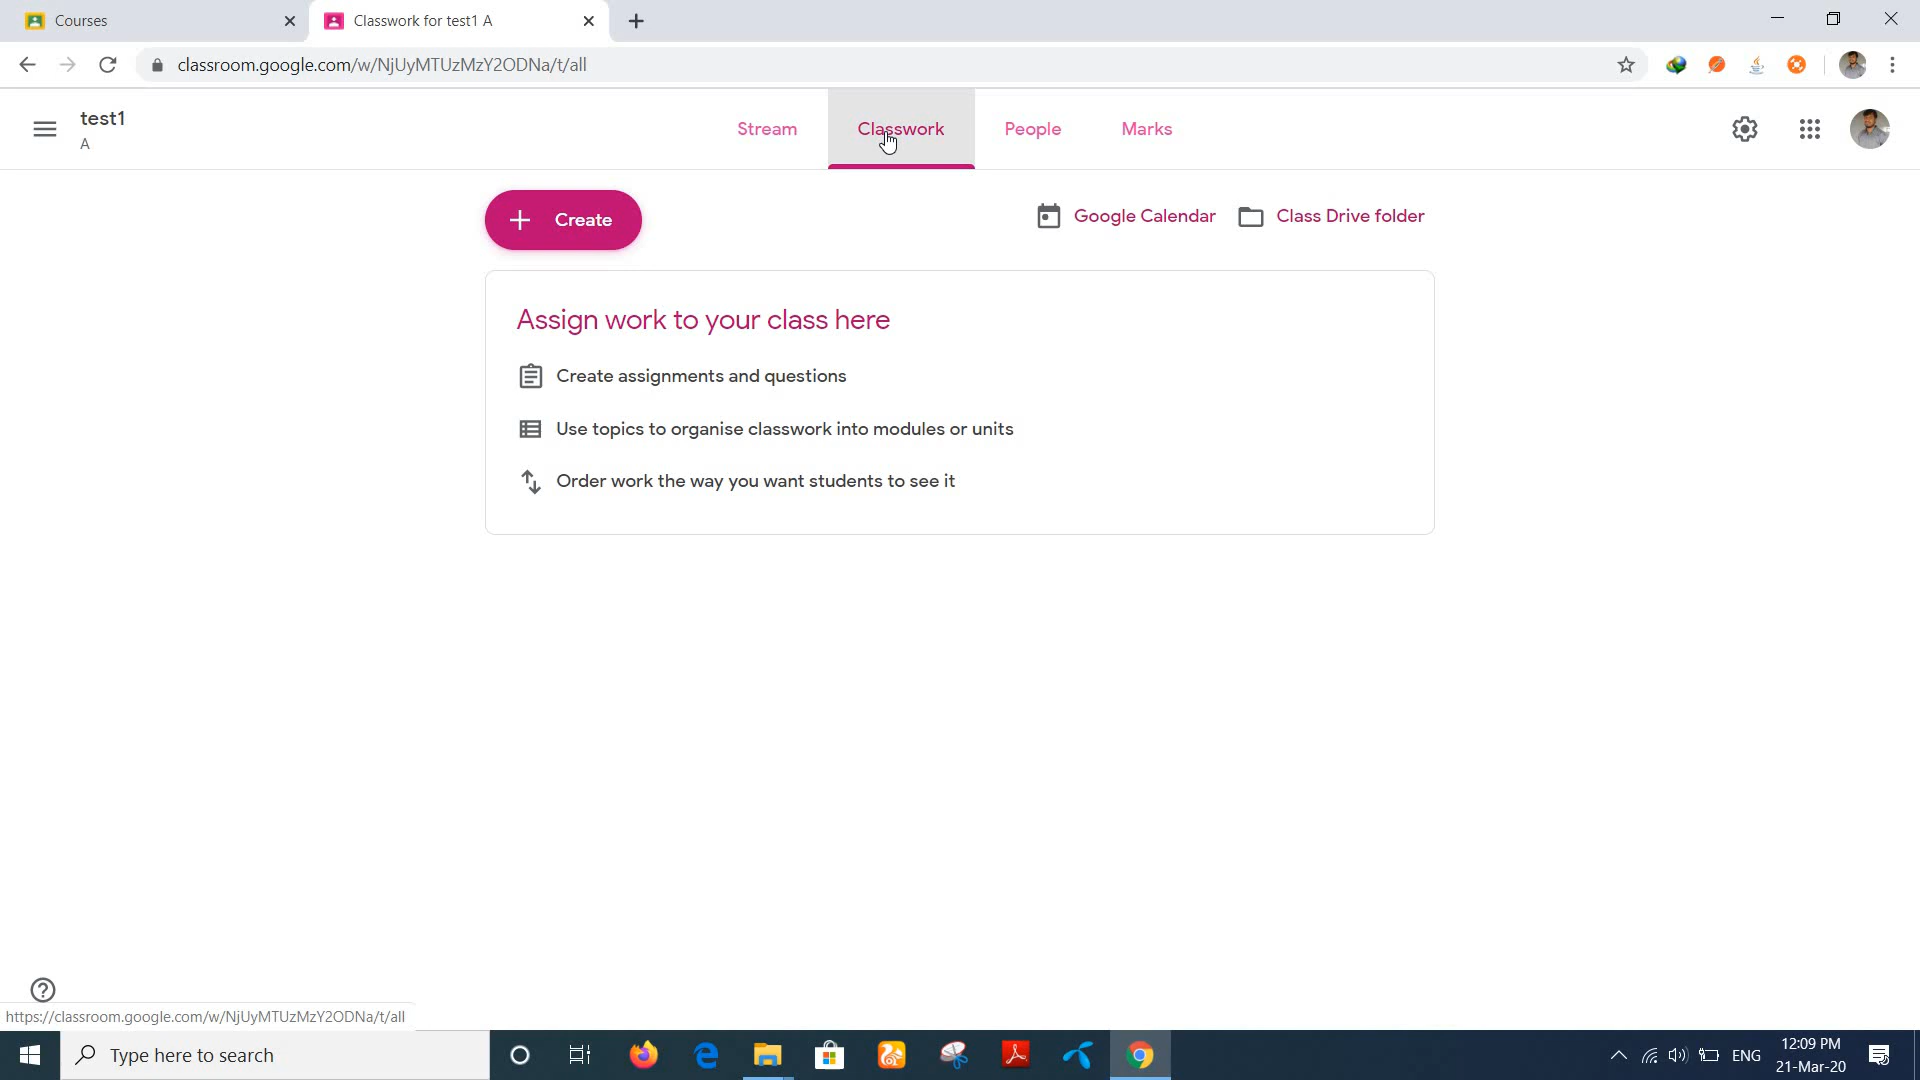 Courses
Classwork for test1 A
classroom.google.com/w/NjUyMTUzMzY2ODNa/t/all
test1
A
Stream
Classwork
People
Marks
Create
Google Calendar
Class Drive folder
Assign work to your class here
Create assignments and questions
Use topics to organise classwork into modules or units
Order work the way you want students to see it
https://classroom.google.com/w/NjUyMTUzMzY2ODNa/t/all
Type here to search
ENG
12:09 PM
21-Mar-20